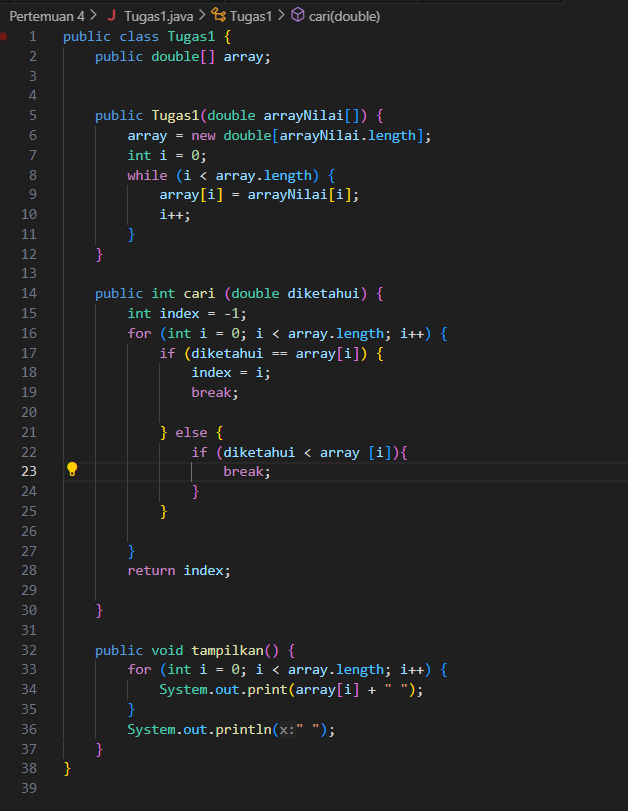 Pertemuan 4 > J Tugas1.java > Tugas1 > cari(double)
1 public class Tugas1 {
2     public double[] array;
3
4
5     public Tugas1(double arrayNilai[]) {
6         array = new double[arrayNilai.length];
7         int i = 0;
8         while (i < array.length) {
9             array[i] = arrayNilai[i];
10             i++;
11         }
12     }
13
14     public int cari (double diketahui) {
15         int index = -1;
16         for (int i = 0; i < array.length; i++) {
17             if (diketahui == array[i]) {
18                 index = i;
19                 break;
20
21             } else {
22                 if (diketahui < array [i]){
23                     break;
24                 }
25             }
26
27         }
28         return index;
29
30     }
31
32     public void tampilkan() {
33         for (int i = 0; i < array.length; i++) {
34             System.out.print(array[i] + " ");
35         }
36         System.out.println(x:" ");
37     }
38 }
39